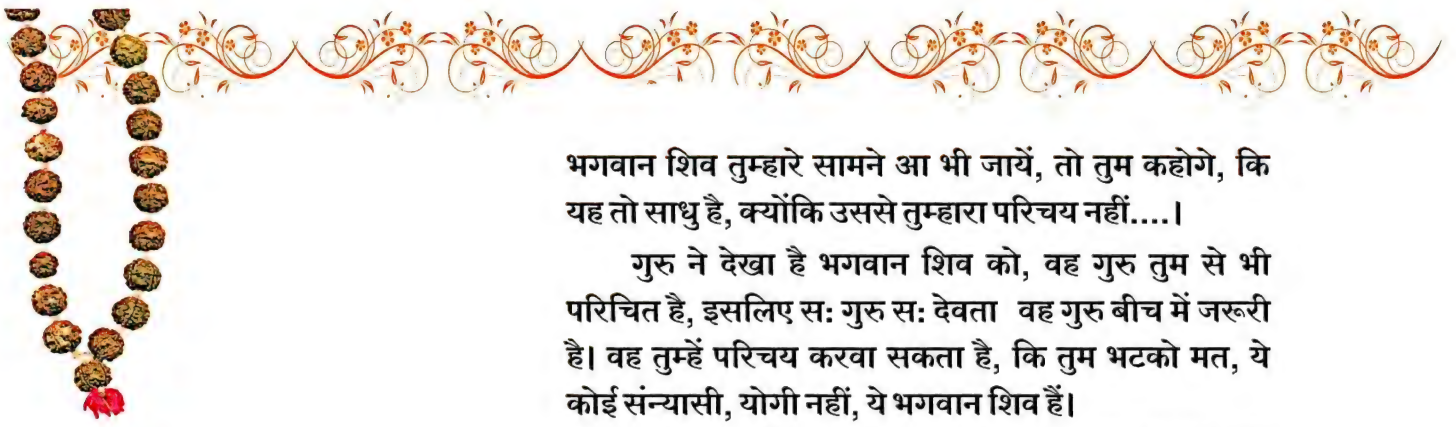 भगवान शिव तुम्हारे सामने आ भी जायें, तो तुम कहोगे, कि
यह तो साधु है, क्योंकि उससे तुम्हारा परिचय नहीं....।
गुरु ने देखा है भगवान शिव को, वह गुरु तुम से भी
परिचित है, इसलिए स: गुरु स: देवता वह गुरु बीच में जरूरी
है। वह तुम्हें परिचय करवा सकता है, कि तुम भटको मत, ये
कोई संन्यासी, योगी नहीं, ये भगवान शिव हैं।